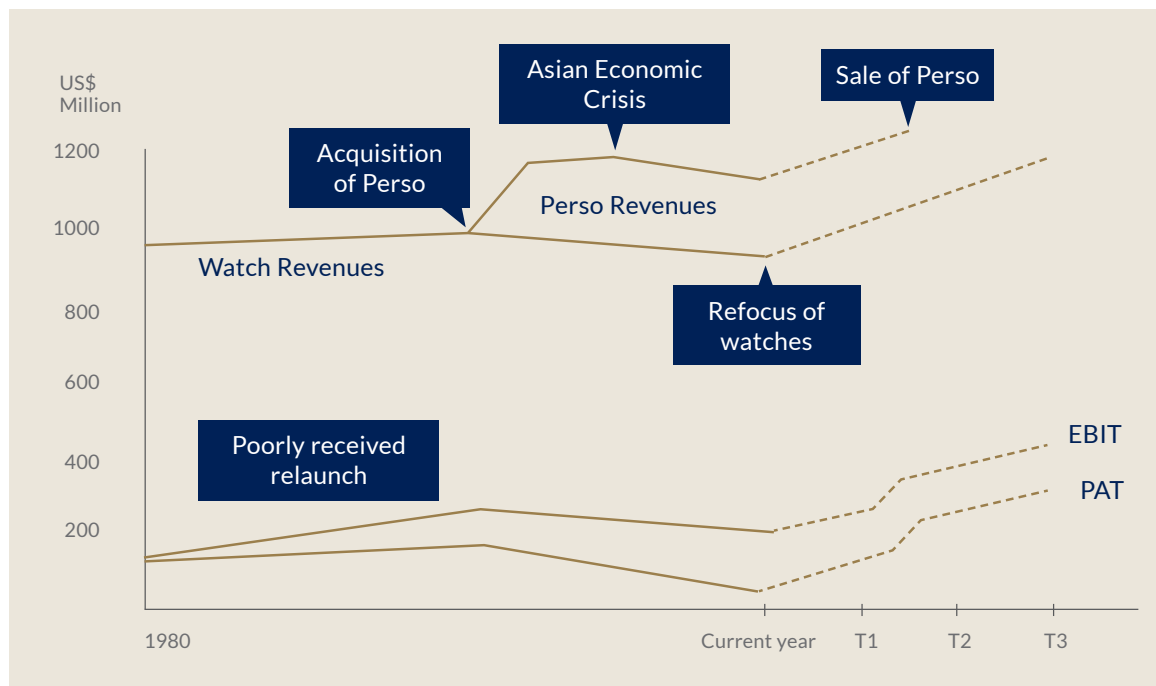 US$
Million
1200
1000
800
600
400
200
Acquisition
of Perso
Asian Economic
Crisis
Sale of Perso
Perso Revenues
Watch Revenues
Refocus of
watches
Poorly received
relaunch
EBIT
PAT
1980
Current year
T1
T2
T3